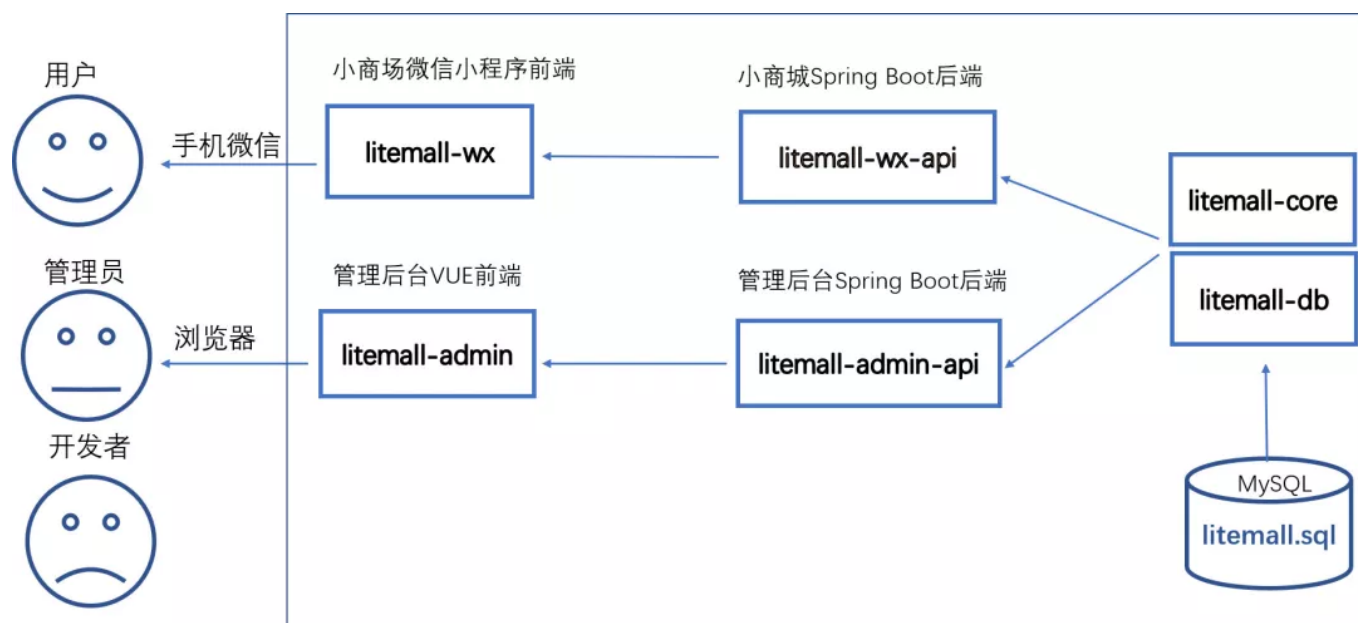 用户
手机微信
小商场微信小程序前端
litemall-wx
小商城Spring Boot后端
litemall-wx-api
litemall-core
litemall-db
管理员
浏览器
管理后台VUE前端
litemall-admin
管理后台Spring Boot后端
litemall-admin-api
开发者
MySQL
litemall.sql